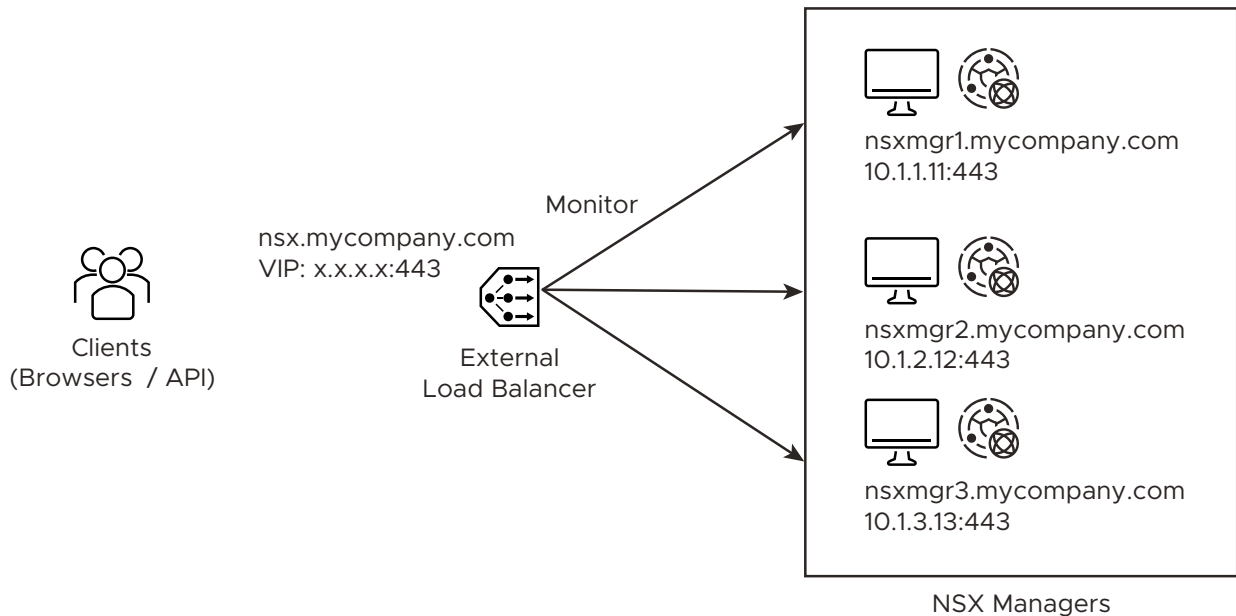 Clients
(Browsers / API)
nsx.mycompany.com
VIP: x.x.x.x:443
External
Load Balancer
Monitor
nsxmgr1.mycompany.com
10.1.1.11:443
nsxmgr2.mycompany.com
10.1.2.12:443
nsxmgr3.mycompany.com
10.1.3.13:443
NSX Managers